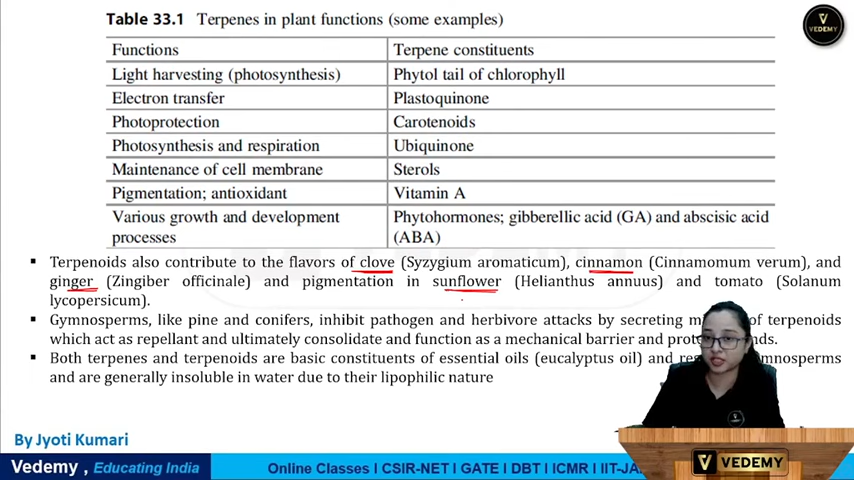 Table 33.1 Terpenes in plant functions (some examples)
VEDEMY
Functions Terpene constituents
Light harvesting (photosynthesis) Phytol tail of chlorophyll
Electron transfer Plastoquinone
Photoprotection Carotenoids
Photosynthesis and respiration Ubiquinone
Maintenance of cell membrane Sterols
Pigmentation; antioxidant Vitamin A
Various growth and development Phytohormones; gibberellic acid (GA) and abscisic acid
processes (ABA)
▪ Terpenoids also contribute to the flavors of clove (Syzygium aromaticum), cinnamon (Cinnamomum verum), and
ginger (Zingiber officinale) and pigmentation in sunflower (Helianthus annuus) and tomato (Solanum
lycopersicum).
▪ Gymnosperms, like pine and conifers, inhibit pathogen and herbivore attacks by secreting of terpenoids
which act as repellant and ultimately consolidate and function as a mechanical barrier and
▪ Both terpenes and terpenoids are basic constituents of essential oils (eucalyptus oil) and
and are generally insoluble in water due to their lipophilic nature
By Jyoti Kumari
Vedemy , Educating India
Online Classes I CSIR-NET I GATE I DBT I ICMR I
V VEDEMY